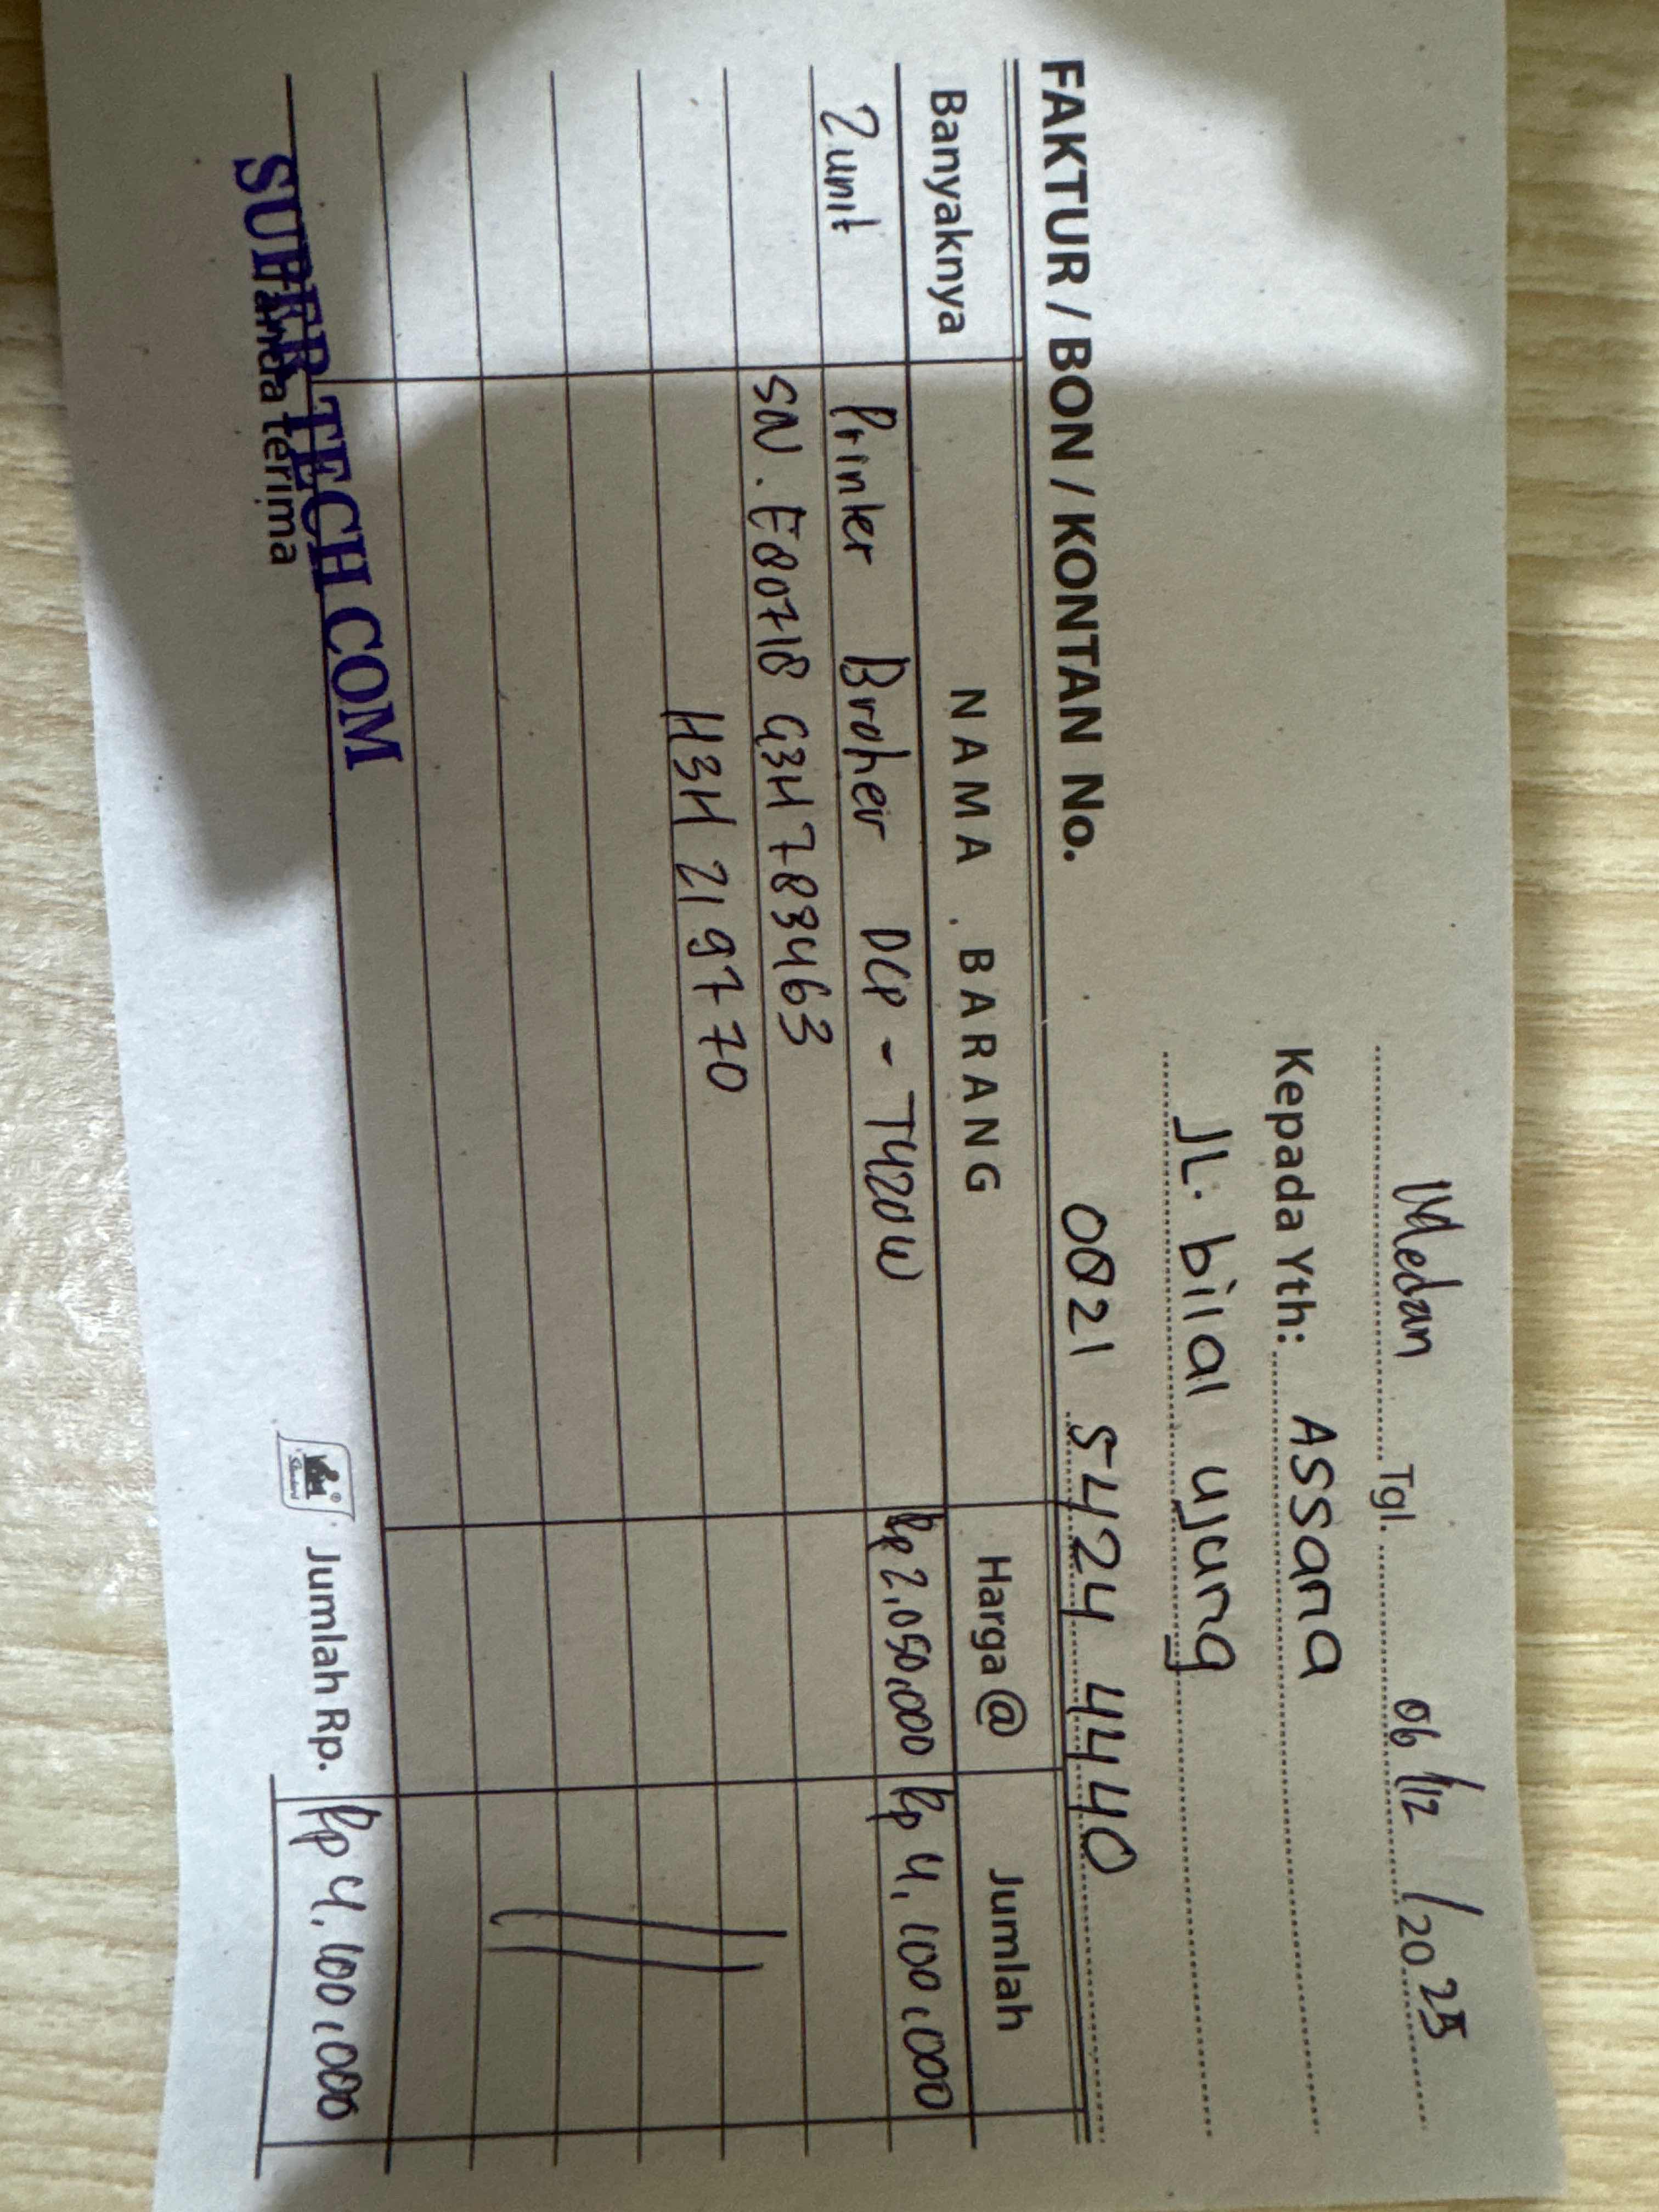 Medan Tgl. 06/12/2025
Kepada Yth: Assana
JL. bilal ujung
FAKTUR / BON / KONTAN No. 0021 5424 4440
Banyaknya NAMA BARANG Harga @ Jumlah
2 unit Printer Broher DCP - T420W Rp 2.050.000 Rp 4.100.000
SN. E80718 G3H783463
H3H219770
Jumlah Rp. Rp 4.100.000
Tanda terima
SUPER TECH COM